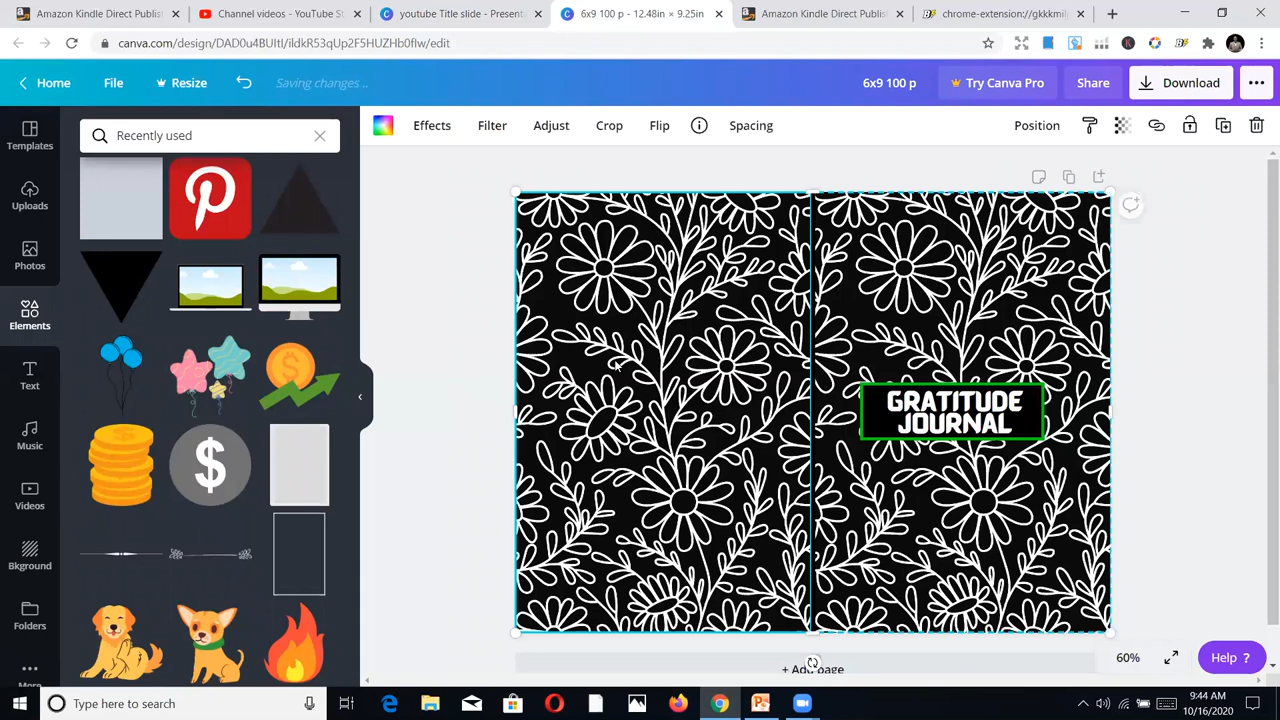 Amazon Kindle Direct Publis
Channel videos - YouTube St
youtube Title slide - Present
6x9 100 p - 12.48in × 9.25in
Amazon Kindle Direct Publis
chrome-extension://gkkkmilj
canva.com/design/DAD0u4BUItI/ildkR53qUp2F5HUZHb0flw/edit
Home
File
Resize
Saving changes..
6x9 100 p
Try Canva Pro
Share
Download
Templates
Uploads
Photos
Elements
Text
Music
Videos
Bkground
Folders
More
Recently used
Effects
Filter
Adjust
Crop
Flip
Spacing
Position
GRATITUDE
JOURNAL
+ Add page
60%
Help ?
Type here to search
9:44 AM
10/16/2020